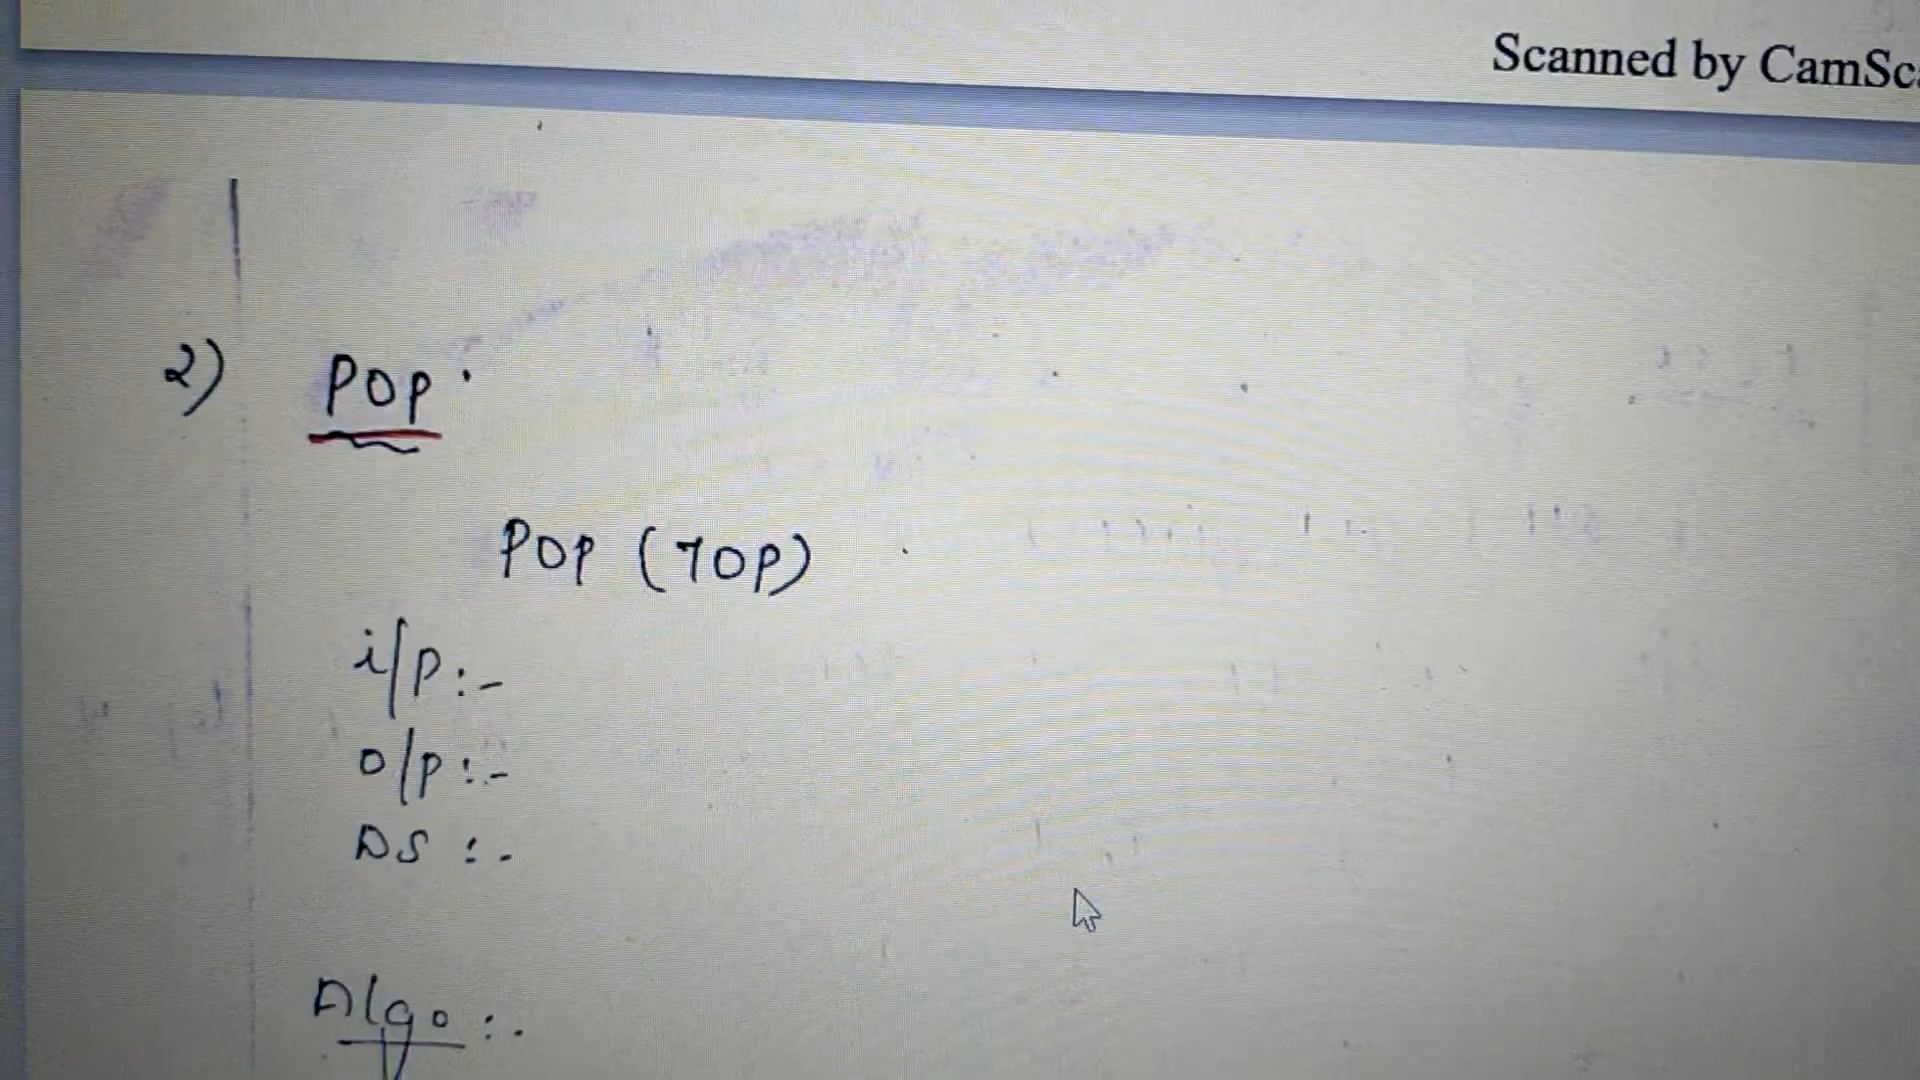 Scanned by CamSc
2) POP:
POP (TOP)
i/p:-
o/p:-
DS :-
Algo:-